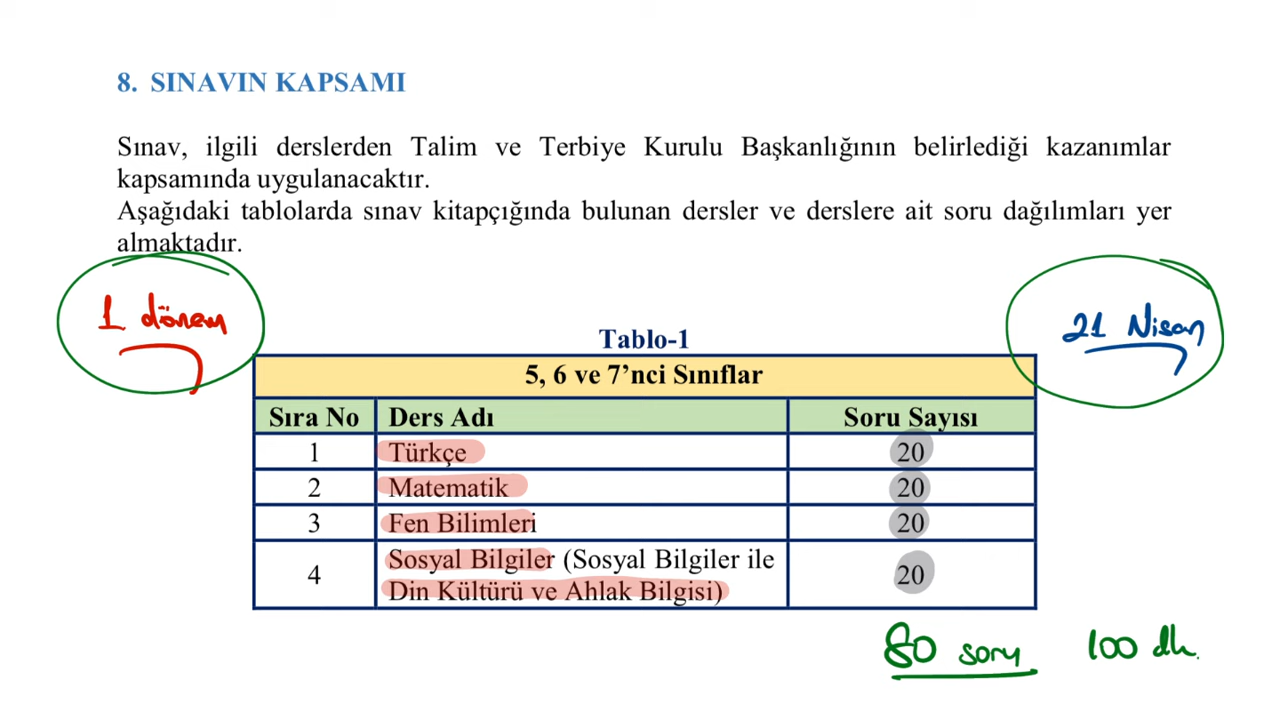 8. SINAVIN KAPSAMI
Sınav, ilgili derslerden Talim ve Terbiye Kurulu Başkanlığının belirlediği kazanımlar
kapsamında uygulanacaktır.
Aşağıdaki tablolarda sınav kitapçığında bulunan dersler ve derslere ait soru dağılımları yer
almaktadır.
1 dönem
21 Nisan
Tablo-1
5, 6 ve 7’nci Sınıflar
Sıra No Ders Adı Soru Sayısı
1 Türkçe 20
2 Matematik 20
3 Fen Bilimleri 20
4 Sosyal Bilgiler (Sosyal Bilgiler ile
Din Kültürü ve Ahlak Bilgisi) 20
80 soru 100 dk.